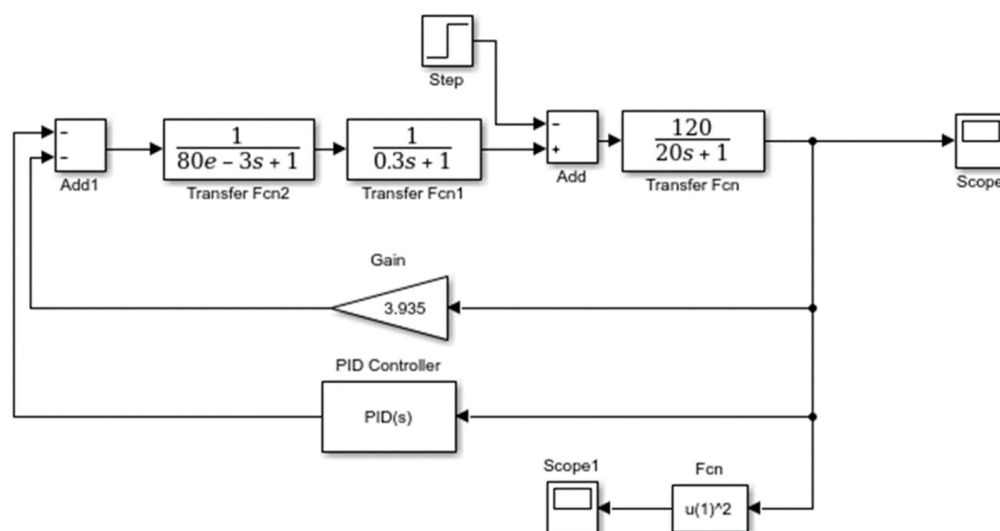 Step
-
-
Add1
1
80e - 3s + 1
Transfer Fcn2
1
0.3s + 1
Transfer Fcn1
-
+
Add
120
20s + 1
Transfer Fcn
Scope
Gain
3.935
PID Controller
PID(s)
Scope1
Fcn
u(1)^2